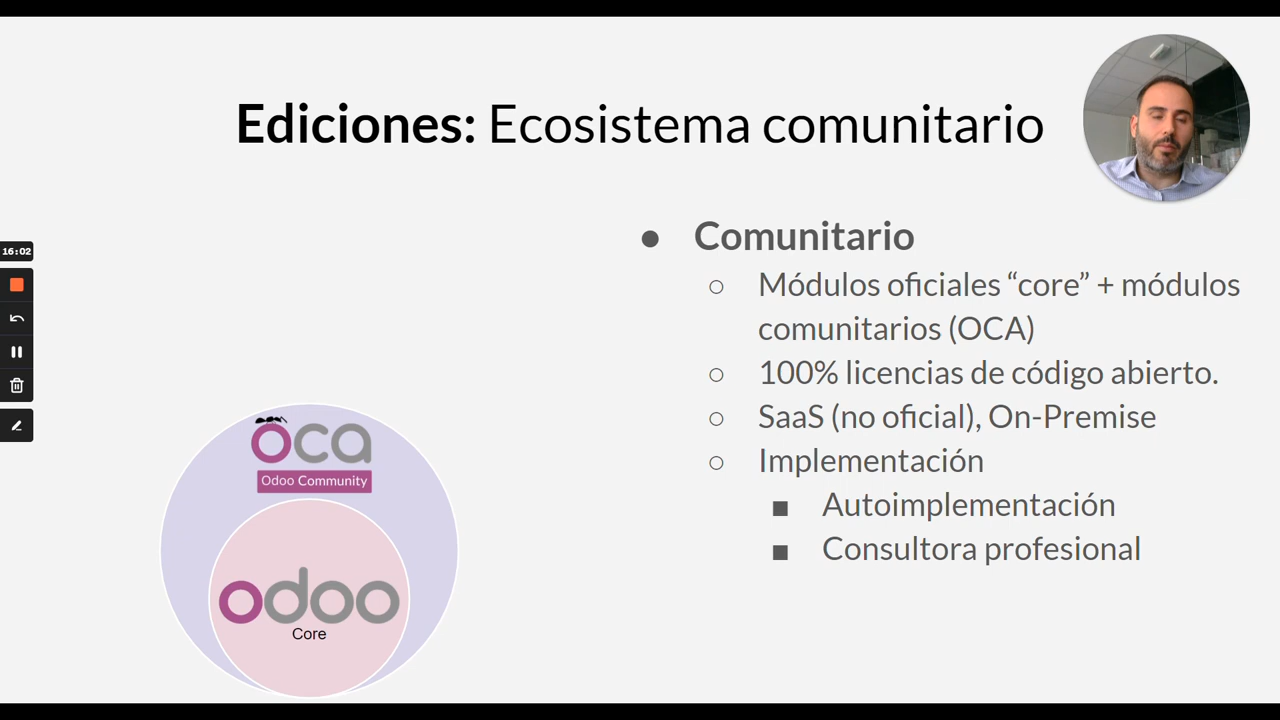 Ediciones: Ecosistema comunitario
16:02
● Comunitario
○ Módulos oficiales “core” + módulos
comunitarios (OCA)
○ 100% licencias de código abierto.
○ SaaS (no oficial), On-Premise
○ Implementación
■ Autoimplementación
■ Consultora profesional
oca
Odoo Community
odoo
Core